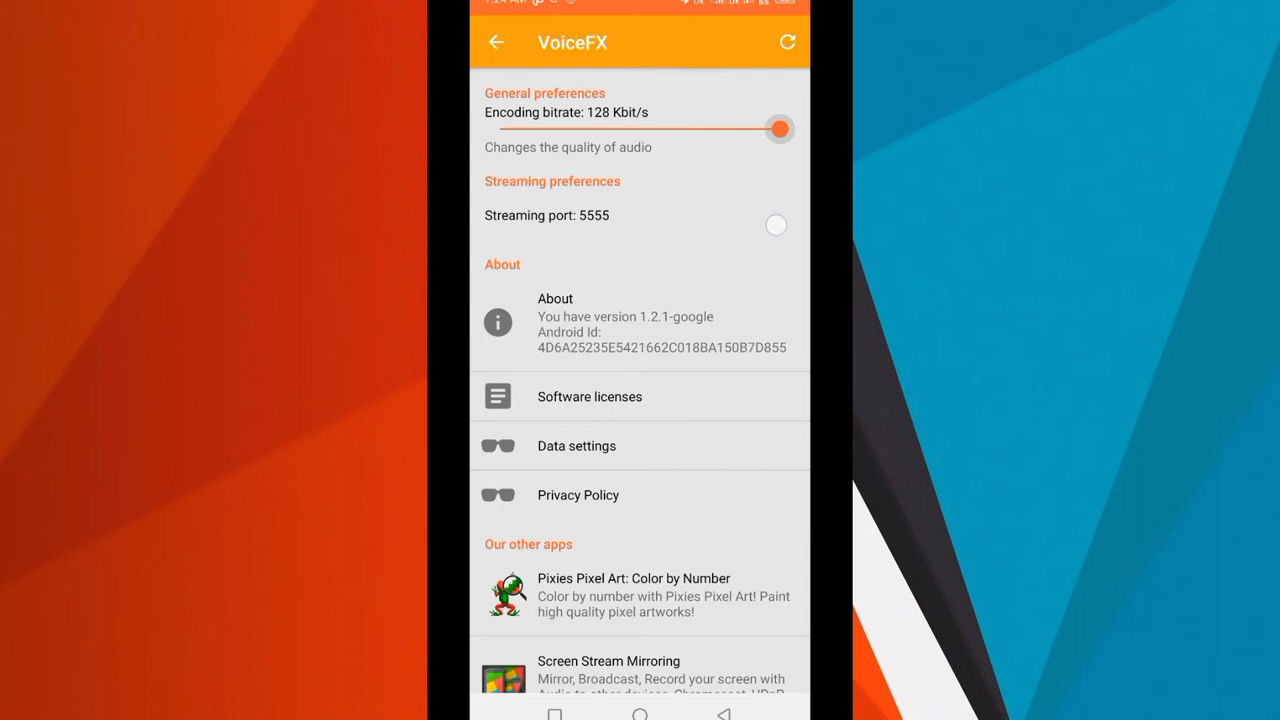 VoiceFX
General preferences
Encoding bitrate: 128 Kbit/s
Changes the quality of audio
Streaming preferences
Streaming port: 5555
About
About
You have version 1.2.1-google
Android Id:
4D6A25235E5421662C018BA150B7D855
Software licenses
Data settings
Privacy Policy
Our other apps
Pixies Pixel Art: Color by Number
Color by number with Pixies Pixel Art! Paint
high quality pixel artworks!
Screen Stream Mirroring
Mirror, Broadcast, Record your screen with